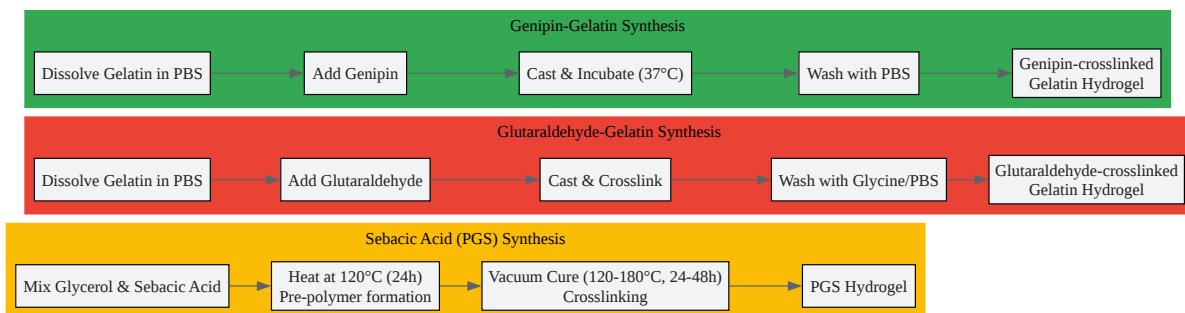 Genipin-Gelatin Synthesis
Dissolve Gelatin in PBS
Add Genipin
Cast & Incubate (37°C)
Wash with PBS
Genipin-crosslinked
Gelatin Hydrogel
Glutaraldehyde-Gelatin Synthesis
Dissolve Gelatin in PBS
Add Glutaraldehyde
Cast & Crosslink
Wash with Glycine/PBS
Glutaraldehyde-crosslinked
Gelatin Hydrogel
Sebacic Acid (PGS) Synthesis
Mix Glycerol & Sebacic Acid
Heat at 120°C (24h)
Pre-polymer formation
Vacuum Cure (120-180°C, 24-48h)
Crosslinking
PGS Hydrogel